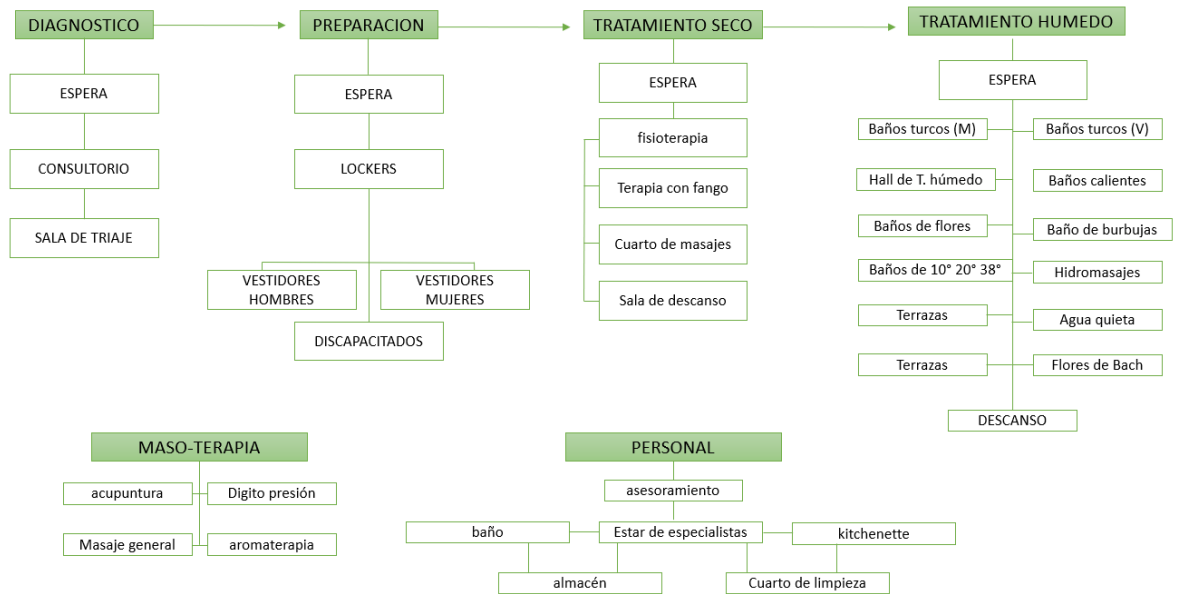 DIAGNOSTICO
ESPERA
CONSULTORIO
SALA DE TRIAJE
PREPARACION
ESPERA
LOCKERS
VESTIDORES
HOMBRES
VESTIDORES
MUJERES
DISCAPACITADOS
TRATAMIENTO SECO
ESPERA
fisioterapia
Terapia con fango
Cuarto de masajes
Sala de descanso
TRATAMIENTO HUMEDO
ESPERA
Baños turcos (M)
Baños turcos (V)
Hall de T. húmedo
Baños calientes
Baños de flores
Baño de burbujas
Baños de 10° 20° 38°
Hidromasajes
Terrazas
Agua quieta
Terrazas
Flores de Bach
DESCANSO
MASO-TERAPIA
acupuntura
Digito presión
Masaje general
aromaterapia
PERSONAL
asesoramiento
baño
Estar de especialistas
kitchenette
almacén
Cuarto de limpieza